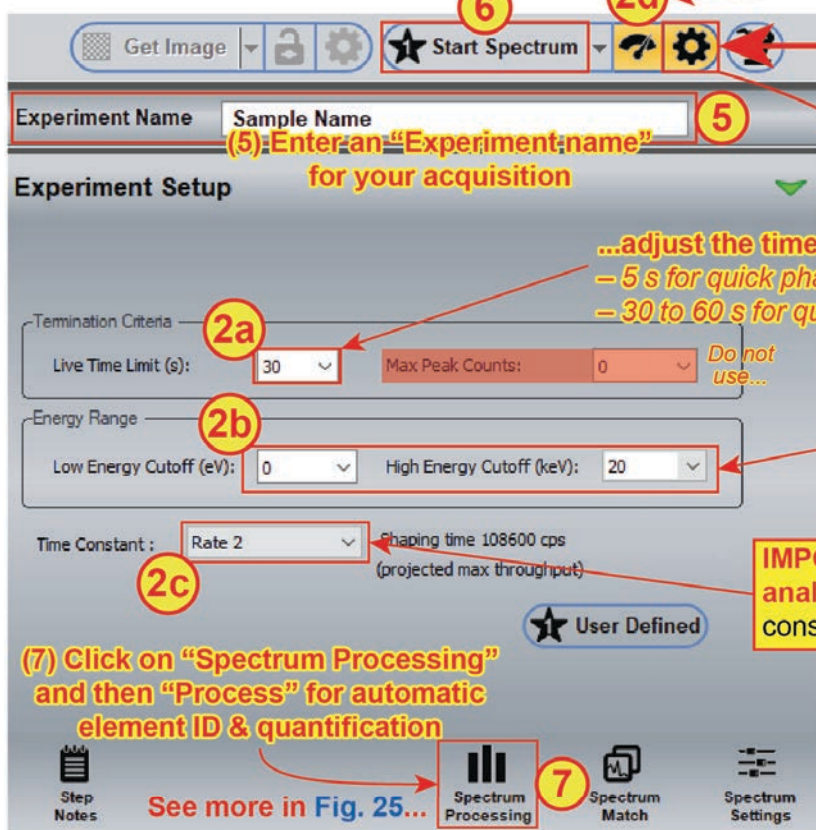 6
2d
Get Image
Start Spectrum
Experiment Name
Sample Name
5
(5) Enter an “Experiment name”
for your acquisition
Experiment Setup
...adjust the time
– 5 s for quick pha
– 30 to 60 s for qu
Termination Criteria
2a
Live Time Limit (s):
30
Max Peak Counts:
0
Do not
use...
Energy Range
2b
Low Energy Cutoff (eV):
0
High Energy Cutoff (keV):
20
Time Constant :
Rate 2
Shaping time 108600 cps
(projected max throughput)
2c
IMPO
anal
cons
1 User Defined
(7) Click on “Spectrum Processing”
and then “Process” for automatic
element ID & quantification
Step
Notes
See more in Fig. 25...
Spectrum
Processing
7
Spectrum
Match
Spectrum
Settings